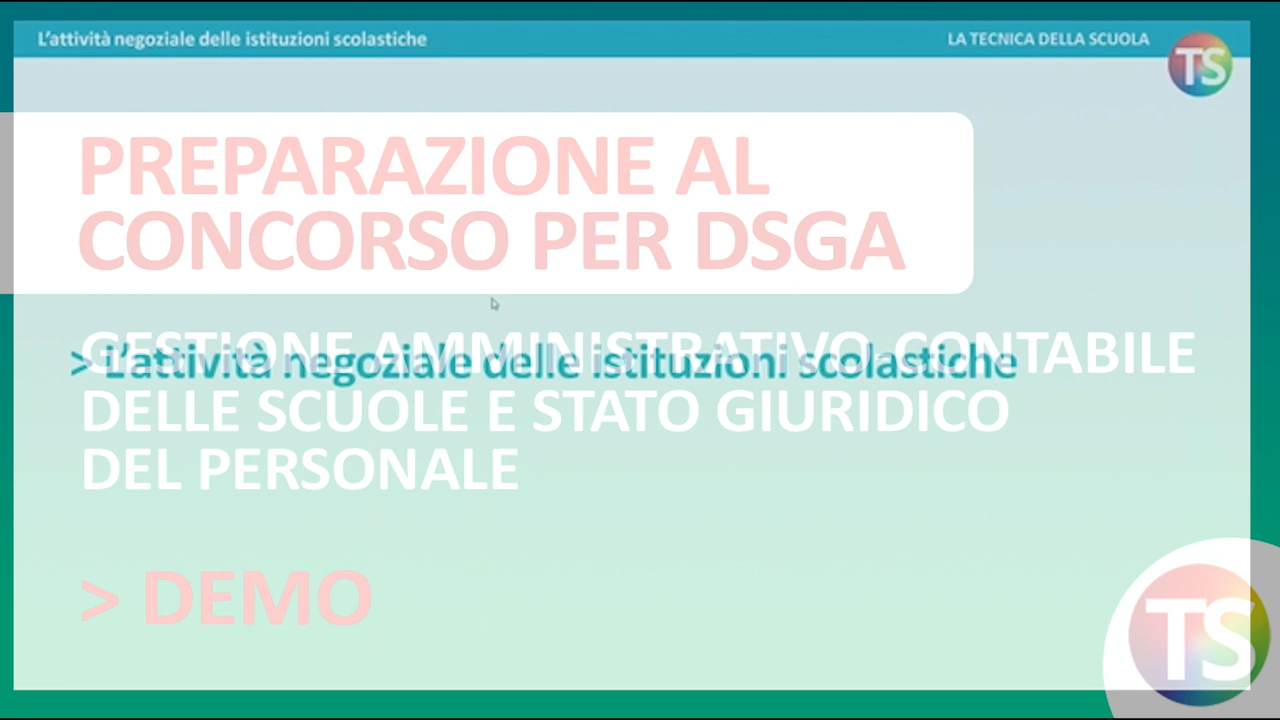 L'attività negoziale delle istituzioni scolastiche
LA TECNICA DELLA SCUOLA
TS
PREPARAZIONE AL
CONCORSO PER DSGA
GESTIONE AMMINISTRATIVO-CONTABILE
> L'attività negoziale delle istituzioni scolastiche
DELLE SCUOLE E STATO GIURIDICO
DEL PERSONALE
> DEMO
TS